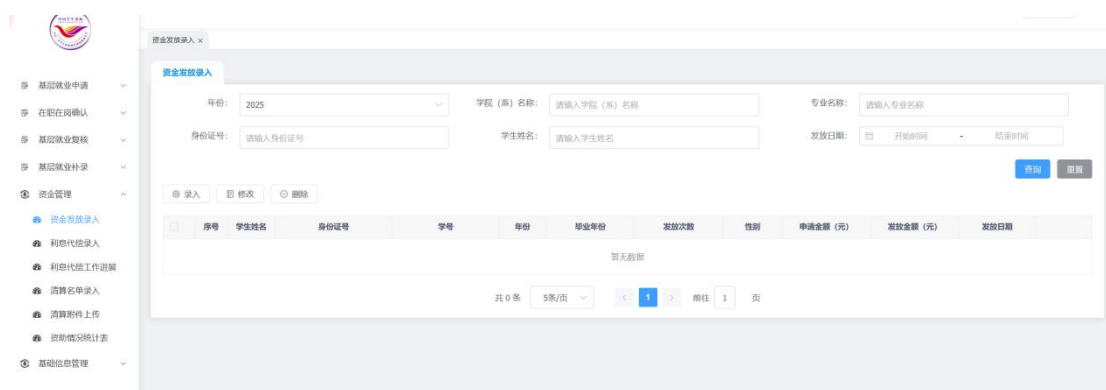 资金发放录入 ×
资金发放录入
基层就业申请
在职在岗确认
基层就业复核
基层就业补录
资金管理
资金发放录入
利息代偿录入
利息代偿工作进展
清算名单录入
清算附件上传
资助情况统计表
基础信息管理
年份： 2025 学院（系）名称： 请输入学院（系）名称 专业名称： 请输入专业名称
身份证号： 请输入身份证号 学生姓名： 请输入学生姓名 发放日期： 开始时间 - 结束时间
查询 重置
录入 修改 删除
序号 学生姓名 身份证号 学号 年份 毕业年份 发放次数 性别 申请金额（元） 发放金额（元） 发放日期
暂无数据
共 0 条 5条/页 < 1 > 前往 1 页